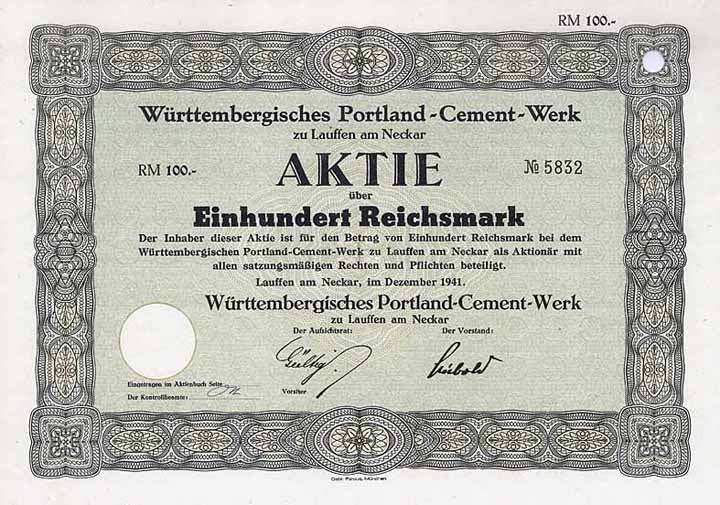 RM 100.-
Württembergisches Portland-Cement-Werk
zu Lauffen am Neckar
RM 100.-
AKTIE
№ 5832
über
Einhundert Reichsmark
Der Inhaber dieser Aktie ist für den Betrag von Einhundert Reichsmark bei dem
Württembergischen Portland-Cement-Werk zu Lauffen am Neckar als Aktionär mit
allen satzungsmäßigen Rechten und Pflichten beteiligt.
Lauffen am Neckar, im Dezember 1941.
Württembergisches Portland-Cement-Werk
zu Lauffen am Neckar
Der Aufsichtsrat:
Der Vorstand:
Eingetragen im Aktienbuch Seite
Der Kontrollbeamte:
Vorsitzer
Gebr. Parcus, München